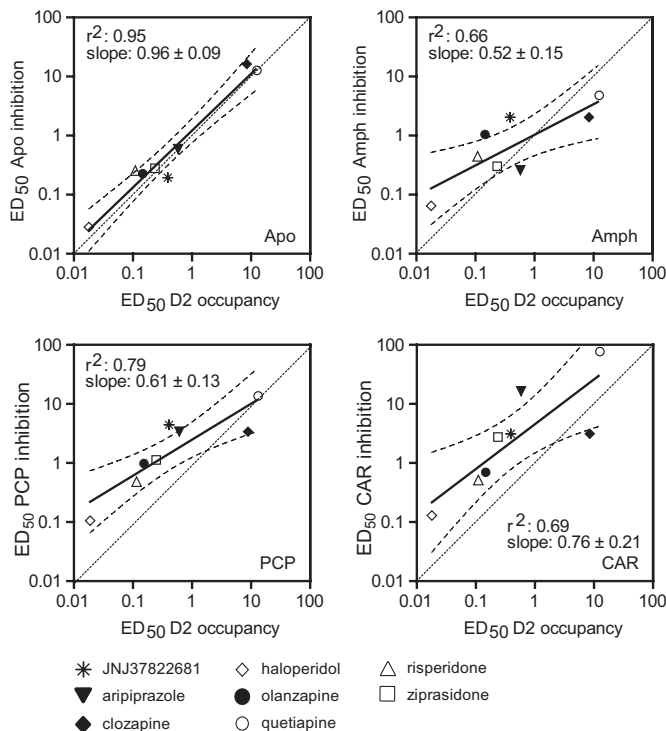 r²: 0.95
slope: 0.96 ± 0.09
ED50 Apo inhibition
100
10
1
0.1
0.01
Apo
0.01 0.1 1 10 100
ED50 D2 occupancy
r²: 0.66
slope: 0.52 ± 0.15
ED50 Amph inhibition
100
10
1
0.1
0.01
Amph
0.01 0.1 1 10 100
ED50 D2 occupancy
r²: 0.79
slope: 0.61 ± 0.13
ED50 PCP inhibition
100
10
1
0.1
0.01
PCP
0.01 0.1 1 10 100
ED50 D2 occupancy
ED50 CAR inhibition
100
10
1
0.1
0.01
r²: 0.69
slope: 0.76 ± 0.21
CAR
0.01 0.1 1 10 100
ED50 D2 occupancy
JNJ37822681 haloperidol risperidone
aripiprazole olanzapine ziprasidone
clozapine quetiapine